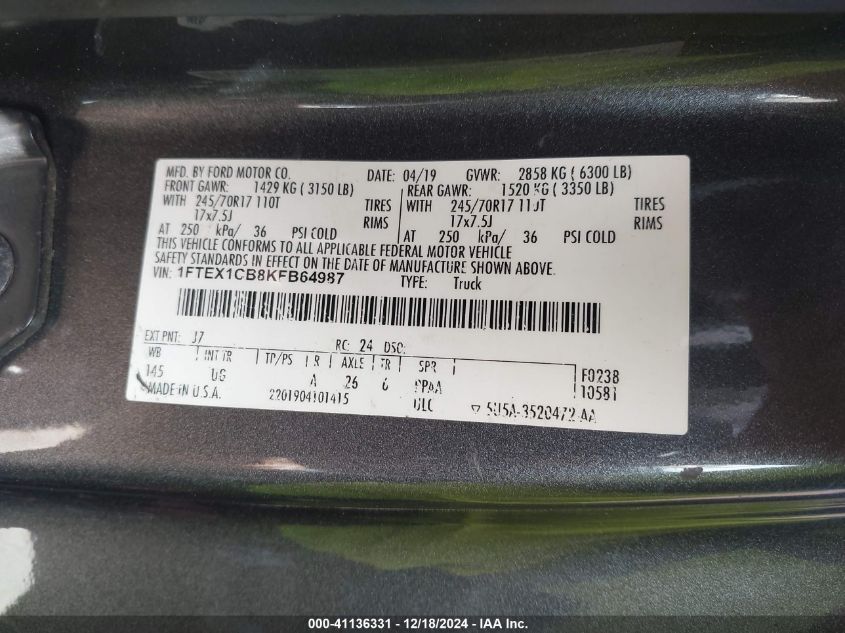 MFD. BY FORD MOTOR CO. DATE: 04/19 GVWR: 2858 KG ( 6300 LB)
FRONT GAWR: 1429 KG ( 3150 LB) REAR GAWR: 1520 KG ( 3350 LB)
WITH 245/70R17 110T TIRES WITH 245/70R17 110T TIRES
17x7.5J RIMS 17x7.5J RIMS
AT 250 kPa/ 36 PSI COLD AT 250 kPa/ 36 PSI COLD
THIS VEHICLE CONFORMS TO ALL APPLICABLE FEDERAL MOTOR VEHICLE
SAFETY STANDARDS IN EFFECT ON THE DATE OF MANUFACTURE SHOWN ABOVE.
VIN: 1FTEX1CB8KFB64987 TYPE: Truck
EXT PNT: J7 RC: 24 DSO:
WB INT TR TP/PS R AXLE TR SPR
145 UG A 26 6 F0238
MADE IN U.S.A. 2201904101415 10581
5U5A-3520472-AA
000-41136331 - 12/18/2024 - IAA Inc.